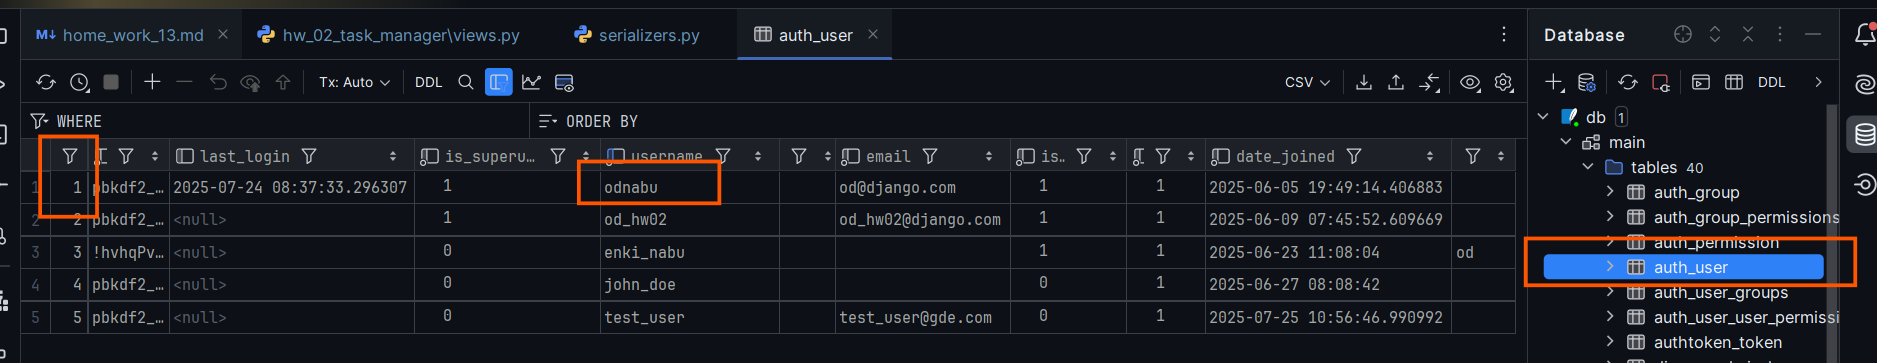 home_work_13.md hw_02_task_manager\views.py serializers.py auth_user Database
Tx: Auto DDL CSV DDL
WHERE ORDER BY
last_login is_superu... username email is.. date_joined
1 1 pbkdf2_... 2025-07-24 08:37:33.296307 1 odnabu od@django.com 1 1 2025-06-05 19:49:14.406883
2 2 pbkdf2_... <null> 1 od_hw02 od_hw02@django.com 1 1 2025-06-09 07:45:52.609669
3 3 !hvhqPv... <null> 0 enki_nabu 1 1 2025-06-23 11:08:04 od
4 4 pbkdf2_... <null> 0 john_doe 0 1 2025-06-27 08:08:42
5 5 pbkdf2_... <null> 0 test_user test_user@gde.com 0 1 2025-07-25 10:56:46.990992
db 1
main
tables 40
auth_group
auth_group_permissions
auth_permission
auth_user
auth_user_groups
auth_user_user_permissi
authtoken_token